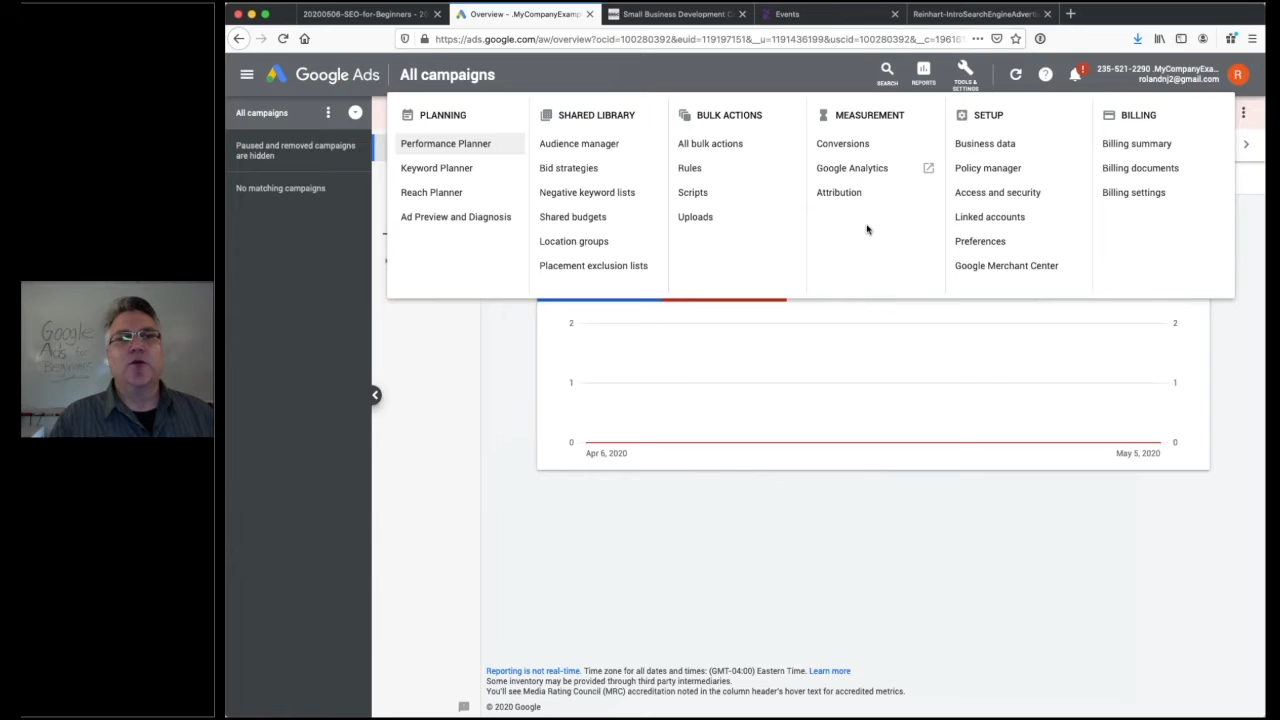 20200506-SEO-for-Beginners - 20
Overview - .MyCompanyExamp
Small Business Development C
Events
Reinhart-IntroSearchEngineAdverti
https://ads.google.com/aw/overview?ocid=100280392&euid=119197151&__u=1191436199&uscid=100280392&__c=196161
Google Ads
All campaigns
SEARCH
REPORTS
TOOLS &
SETTINGS
235-521-2290 .MyCompanyExa...
rolandnj2@gmail.com
R
All campaigns
Paused and removed campaigns
are hidden
No matching campaigns
PLANNING
Performance Planner
Keyword Planner
Reach Planner
Ad Preview and Diagnosis
SHARED LIBRARY
Audience manager
Bid strategies
Negative keyword lists
Shared budgets
Location groups
Placement exclusion lists
BULK ACTIONS
All bulk actions
Rules
Scripts
Uploads
MEASUREMENT
Conversions
Google Analytics
Attribution
SETUP
Business data
Policy manager
Access and security
Linked accounts
Preferences
Google Merchant Center
BILLING
Billing summary
Billing documents
Billing settings
Google
Ads for
Beginners
2
2
1
1
0
0
Apr 6, 2020
May 5, 2020
Reporting is not real-time. Time zone for all dates and times: (GMT-04:00) Eastern Time. Learn more
Some inventory may be provided through third party intermediaries.
You'll see Media Rating Council (MRC) accreditation noted in the column header's hover text for accredited metrics.
© 2020 Google